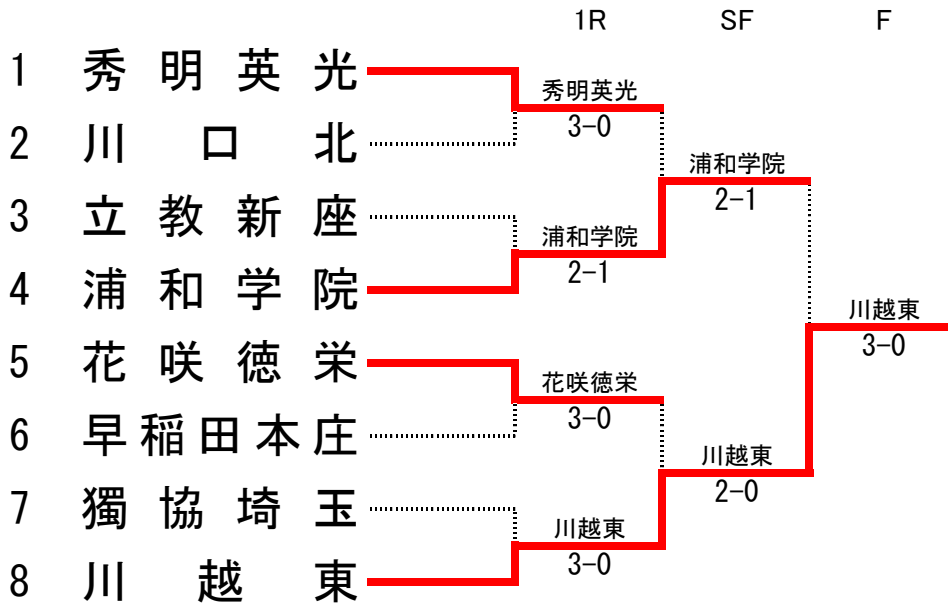 1R SF F
1 秀明英光
2 川口北
3 立教新座
4 浦和学院
5 花咲徳栄
6 早稲田本庄
7 獨協埼玉
8 川越東
秀明英光
3-0
浦和学院
2-1
花咲徳栄
3-0
川越東
3-0
浦和学院
2-1
川越東
2-0
川越東
3-0